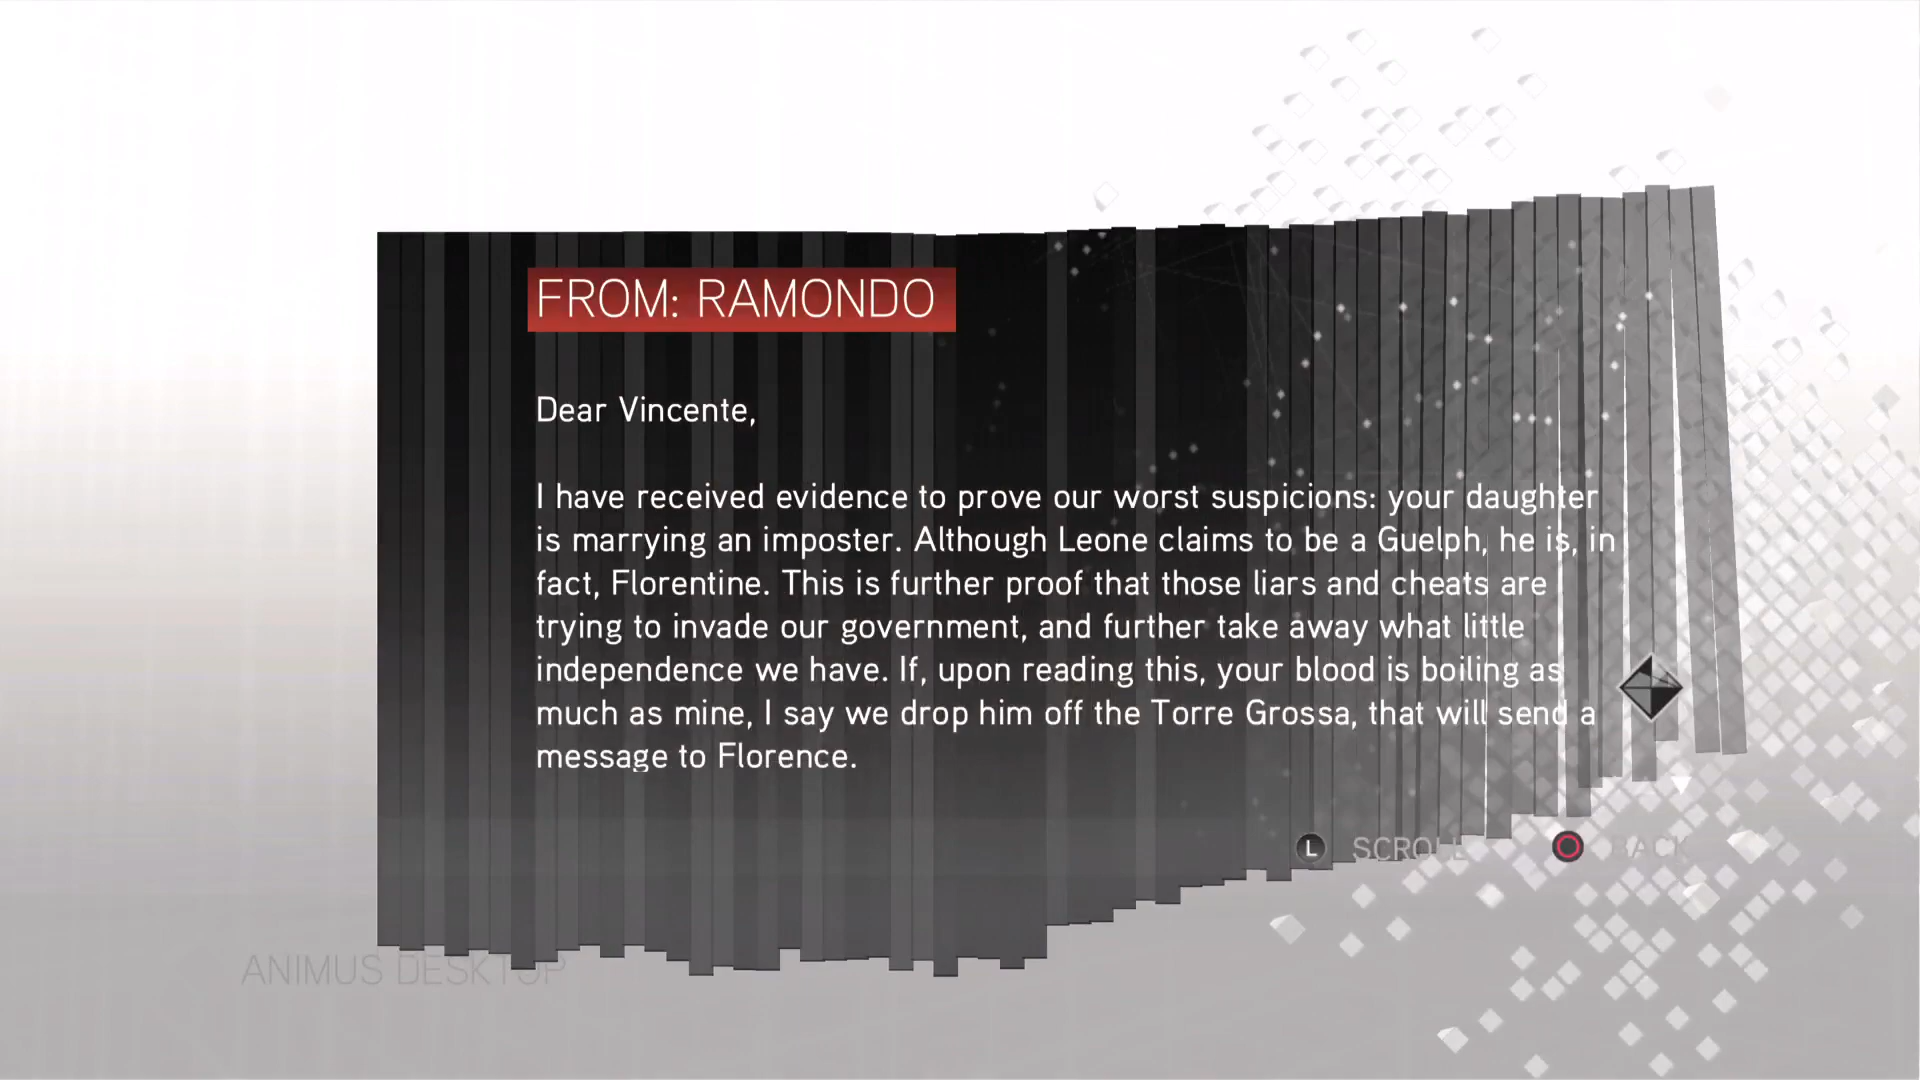 FROM: RAMONDO
Dear Vincente,
I have received evidence to prove our worst suspicions: your daughter
is marrying an imposter. Although Leone claims to be a Guelph, he is, in
fact, Florentine. This is further proof that those liars and cheats are
trying to invade our government, and further take away what little
independence we have. If, upon reading this, your blood is boiling as
much as mine, I say we drop him off the Torre Grossa, that will send a
message to Florence.
L SCROLL BACK
ANIMUS DESKTOP